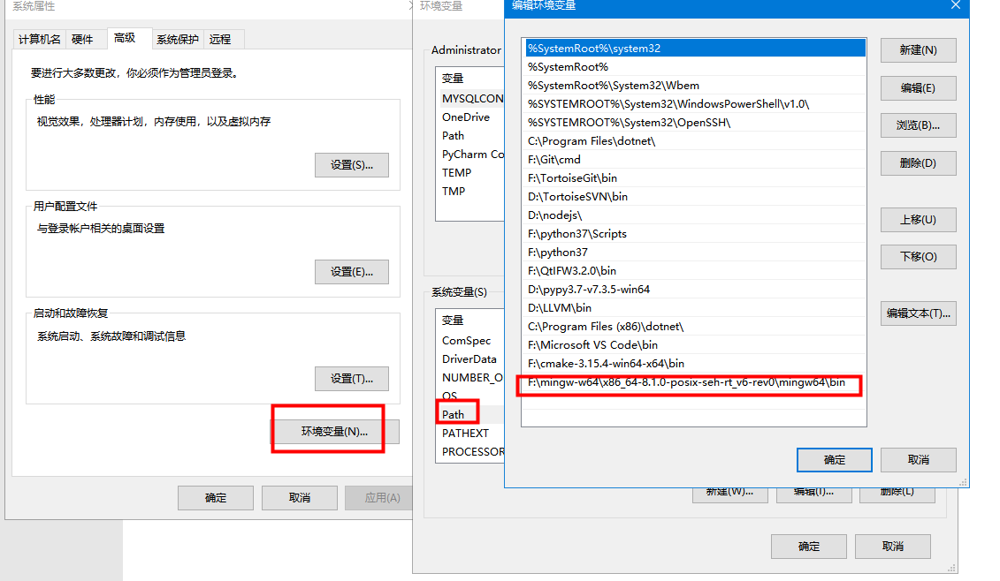 系统属性
计算机名
硬件
高级
系统保护
远程
要进行大多数更改，你必须作为管理员登录。
性能
视觉效果，处理器计划，内存使用，以及虚拟内存
设置(S)...
用户配置文件
与登录帐户相关的桌面设置
设置(E)...
启动和故障恢复
系统启动、系统故障和调试信息
设置(T)...
环境变量(N)...
确定
取消
应用(A)
环境变量
Administrator
变量
MYSQLCON
OneDrive
Path
PyCharm Co
TEMP
TMP
系统变量(S)
变量
ComSpec
DriverData
NUMBER_O
OS
Path
PATHEXT
PROCESSOR
新建(W)...
编辑(I)...
删除(L)
确定
取消
编辑环境变量
%SystemRoot%\system32
%SystemRoot%
%SystemRoot%\System32\Wbem
%SYSTEMROOT%\System32\WindowsPowerShell\v1.0\
%SYSTEMROOT%\System32\OpenSSH\
C:\Program Files\dotnet\
F:\Git\cmd
F:\TortoiseGit\bin
D:\TortoiseSVN\bin
D:\nodejs\
F:\python37\Scripts
F:\python37
F:\QtIFW3.2.0\bin
D:\pypy3.7-v7.3.5-win64
D:\LLVM\bin
C:\Program Files (x86)\dotnet\
F:\Microsoft VS Code\bin
F:\cmake-3.15.4-win64-x64\bin
F:\mingw-w64\x86_64-8.1.0-posix-seh-rt_v6-rev0\mingw64\bin
新建(N)
编辑(E)
浏览(B)...
删除(D)
上移(U)
下移(O)
编辑文本(T)...
确定
取消